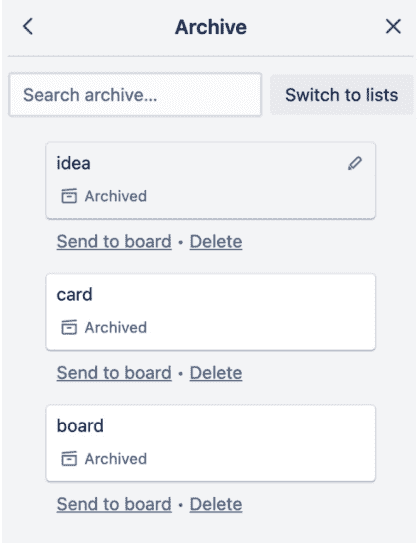 Archive
Search archive...
Switch to lists
idea
Archived
Send to board • Delete
card
Archived
Send to board • Delete
board
Archived
Send to board • Delete